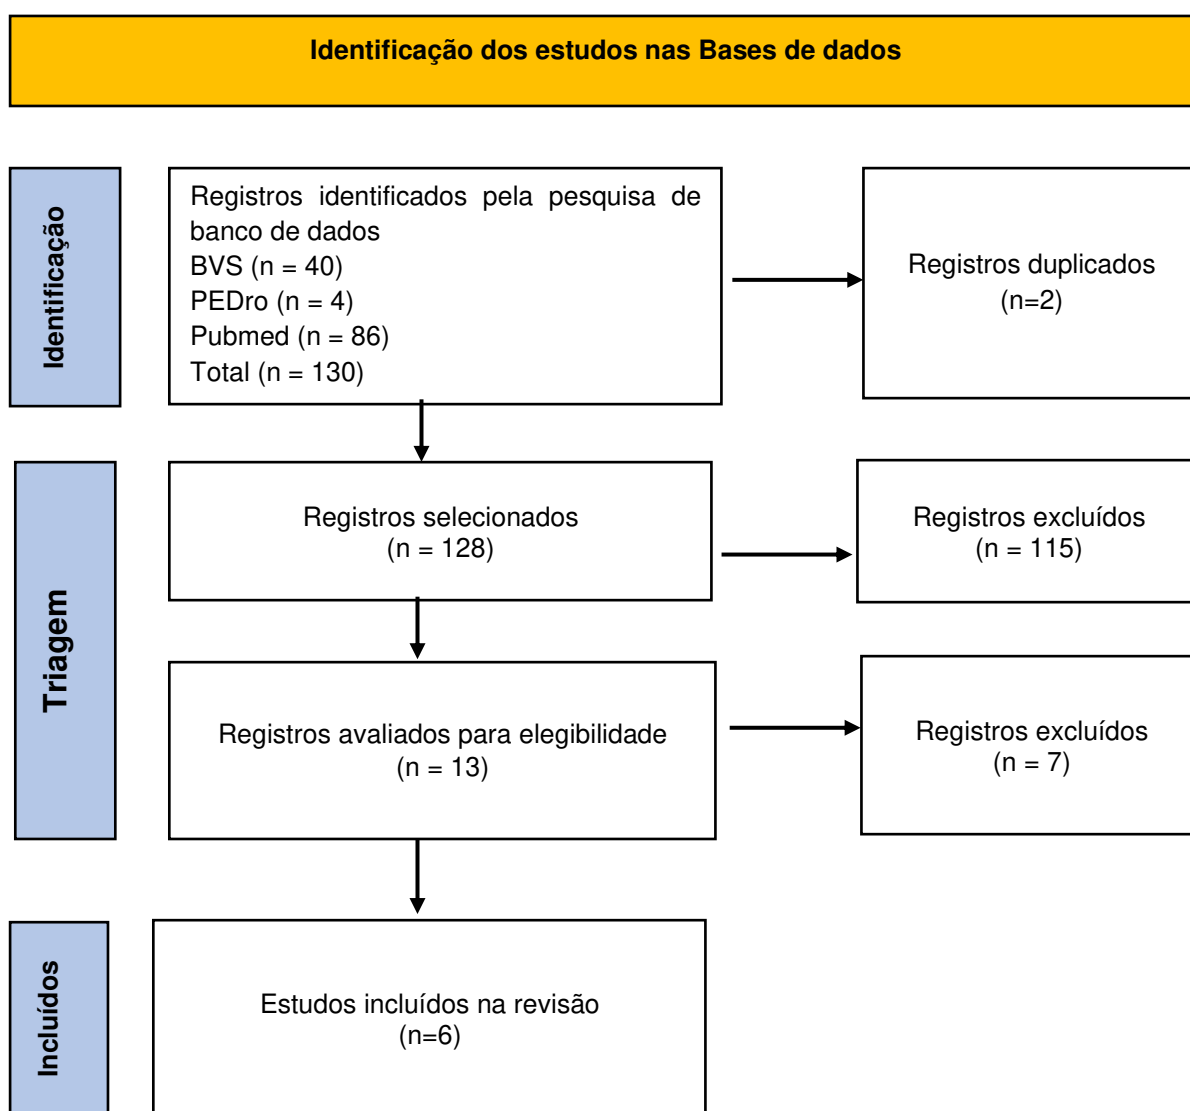 Identificação dos estudos nas Bases de dados
Identificação
Registros identificados pela pesquisa de
banco de dados
BVS (n = 40)
PEDro (n = 4)
Pubmed (n = 86)
Total (n = 130)
Registros duplicados
(n=2)
Triagem
Registros selecionados
(n = 128)
Registros excluídos
(n = 115)
Registros avaliados para elegibilidade
(n = 13)
Registros excluídos
(n = 7)
Incluídos
Estudos incluídos na revisão
(n=6)